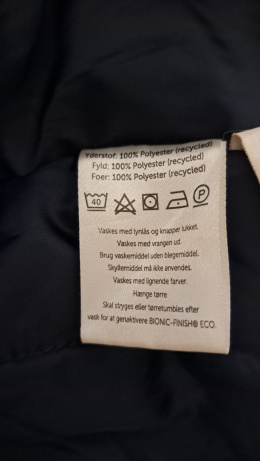 Yderstof: 100% Polyester (recycled)
Fyld: 100% Polyester (recycled)
Foer: 100% Polyester (recycled)
40 P
Vaskes med lynlås og knapper lukket.
Vaskes med vrangen ud.
Brug vaskemiddel uden blegemiddel.
Skyllemiddel må ikke anvendes.
Vaskes med lignende farver.
Hænge tørre
Skal stryges eller tørretumbles efter
vask for at genaktivere BIONIC-FINISH® ECO.